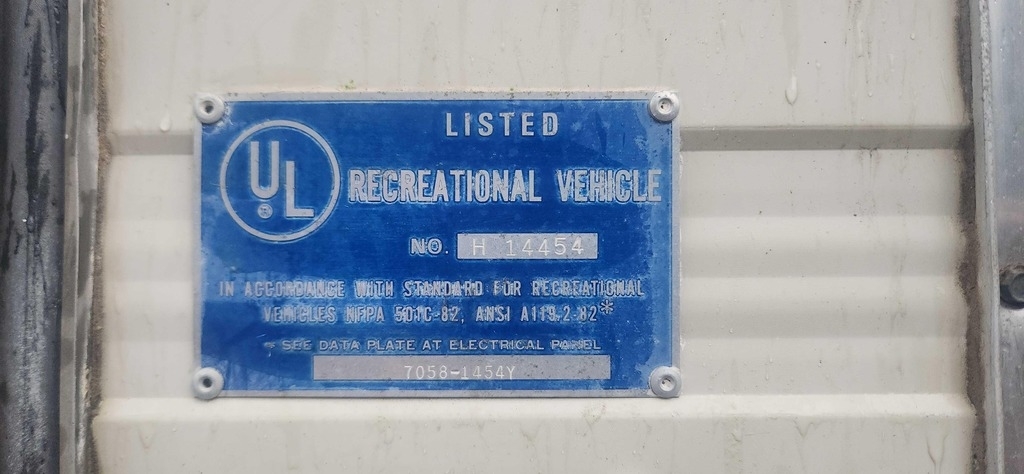 LISTED
UL ®
RECREATIONAL VEHICLE
NO. H 14454
IN ACCORDANCE WITH STANDARD FOR RECREATIONAL
VEHICLES NFPA 501C-82, ANSI A119.2-82*
* SEE DATA PLATE AT ELECTRICAL PANEL
7058-1454Y